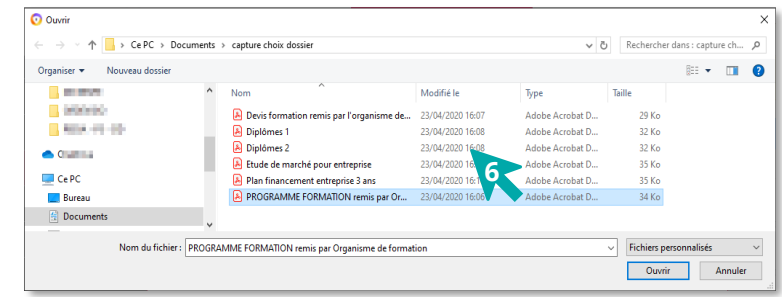 Ouvrir
Ce PC > Documents > capture choix dossier
Rechercher dans : capture ch...
Organiser
Nouveau dossier
Nom
Modifié le
Type
Taille
Devis formation remis par l'organisme de... 23/04/2020 16:07 Adobe Acrobat D... 29 Ko
Diplômes 1 23/04/2020 16:08 Adobe Acrobat D... 32 Ko
Diplômes 2 23/04/2020 16:08 Adobe Acrobat D... 32 Ko
Etude de marché pour entreprise 23/04/2020 Adobe Acrobat D... 35 Ko
Plan financement entreprise 3 ans 23/04/2020 Adobe Acrobat D... 35 Ko
PROGRAMME FORMATION remis par Or... 23/04/2020 16:06 Adobe Acrobat D... 34 Ko
6
Ce PC
Bureau
Documents
Nom du fichier : PROGRAMME FORMATION remis par Organisme de formation
Fichiers personnalisés
Ouvrir
Annuler